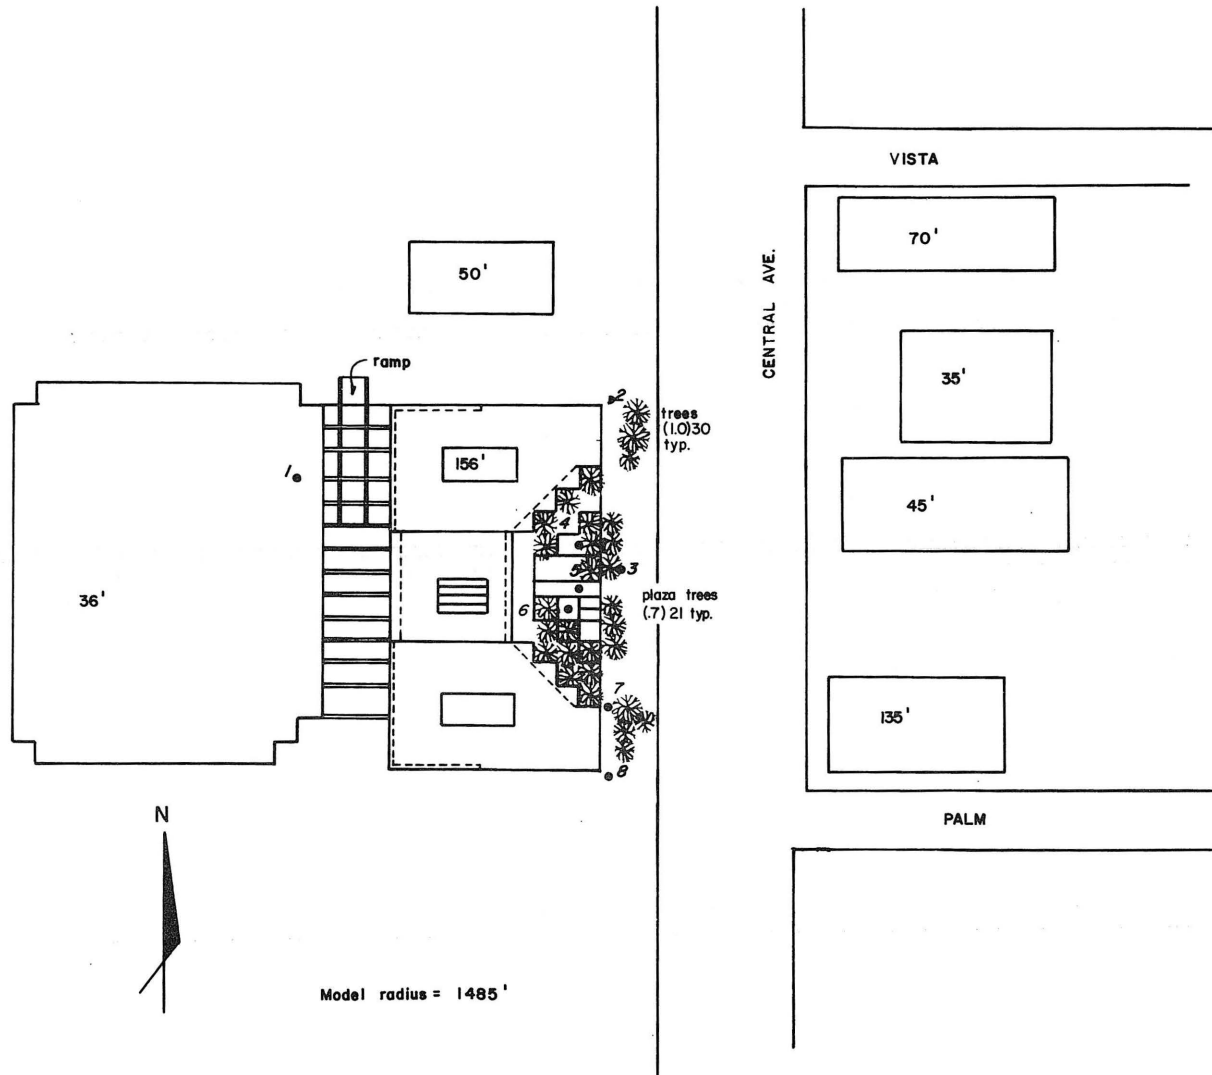 VISTA
70'
50'
CENTRAL AVE.
ramp
35'
2
trees
(1.0)30
typ.
156'
1
45'
4
5
3
36'
6
plaza trees
(.7) 21 typ.
7
135'
8
N
PALM
Model radius = 1485'